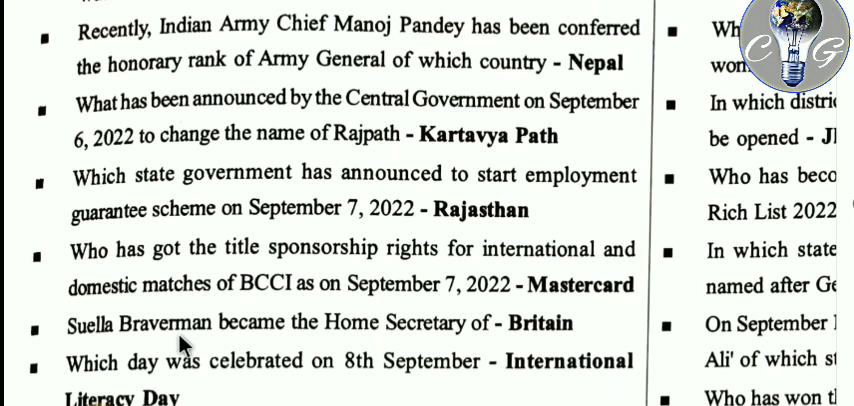 Recently, Indian Army Chief Manoj Pandey has been conferred
the honorary rank of Army General of which country - Nepal
What has been announced by the Central Government on September
6, 2022 to change the name of Rajpath - Kartavya Path
Which state government has announced to start employment
guarantee scheme on September 7, 2022 - Rajasthan
Who has got the title sponsorship rights for international and
domestic matches of BCCI as on September 7, 2022 - Mastercard
Suella Braverman became the Home Secretary of - Britain
Which day was celebrated on 8th September - International
Literacy Day
Wh
won
In which distri
be opened - J
Who has beco
Rich List 2022
In which state
named after Ge
On September
Ali' of which st
Who has won t
C G